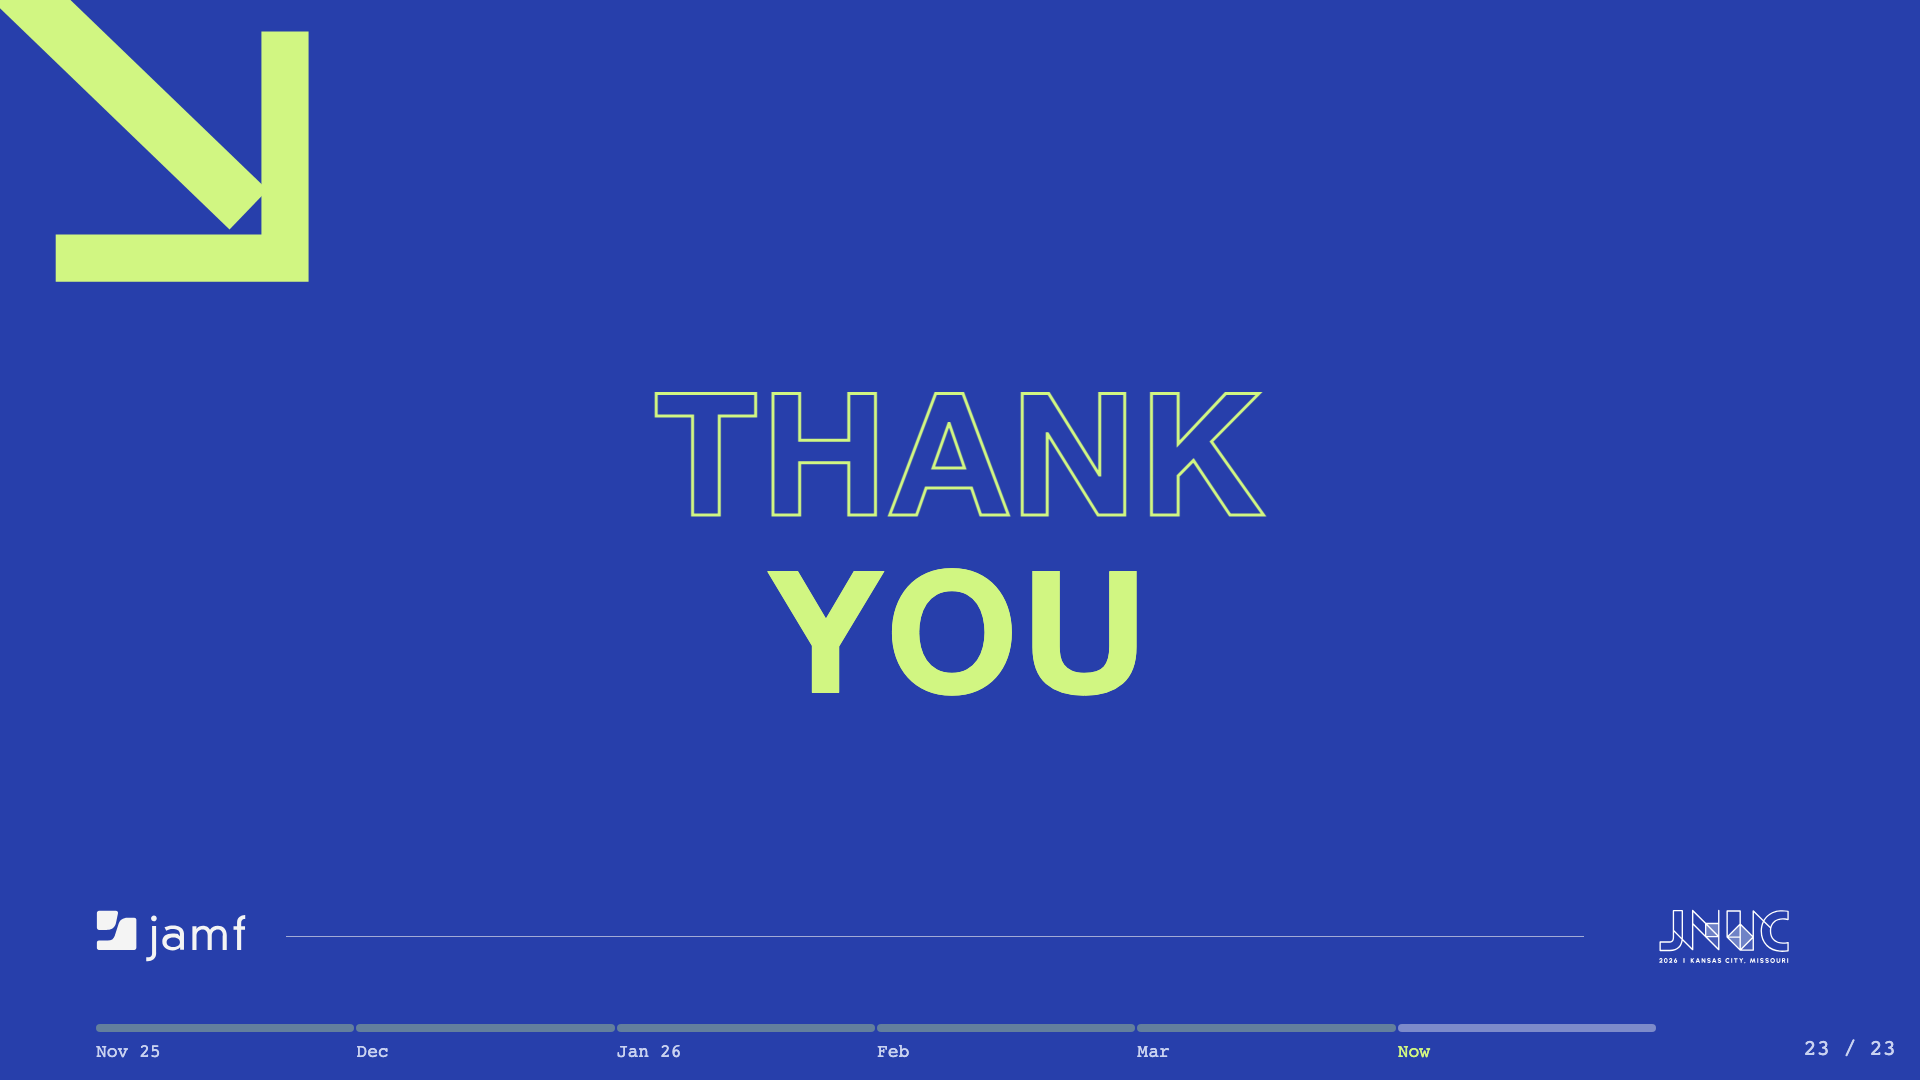 THANK
YOU
jamf
JNUC
2026 | KANSAS CITY, MISSOURI
Nov 25
Dec
Jan 26
Feb
Mar
Now
23 / 23